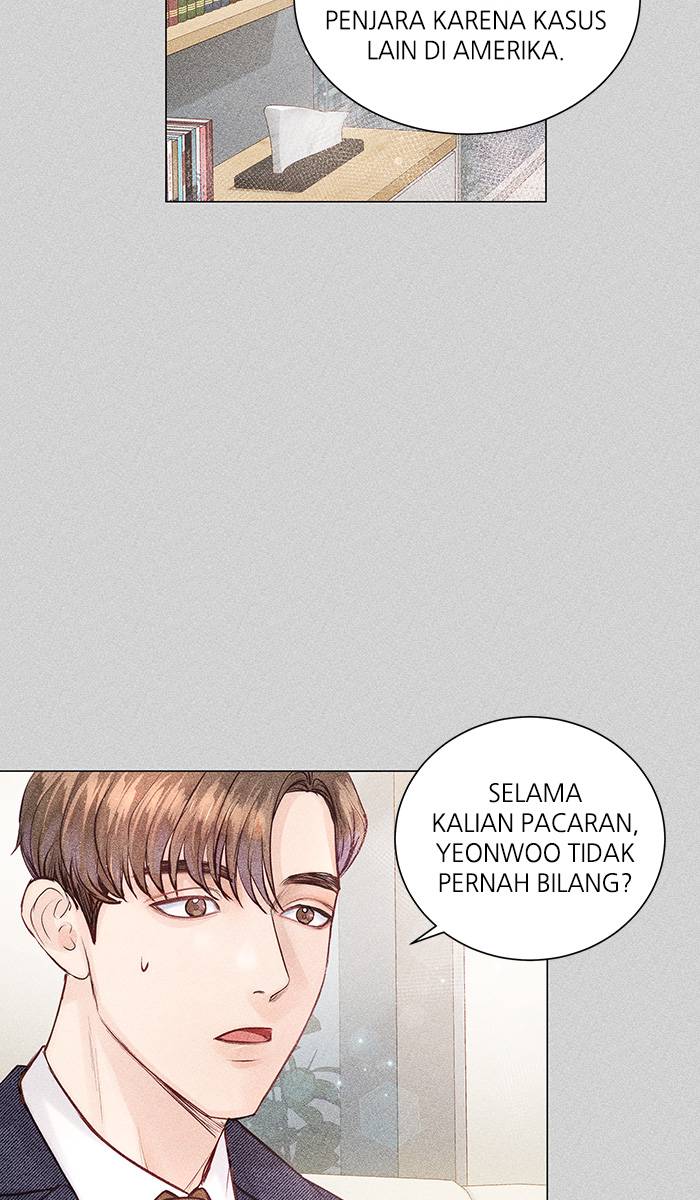 PENJARA KARENA KASUS
LAIN DI AMERIKA.
SELAMA
KALIAN PACARAN,
YEONWOO TIDAK
PERNAH BILANG?